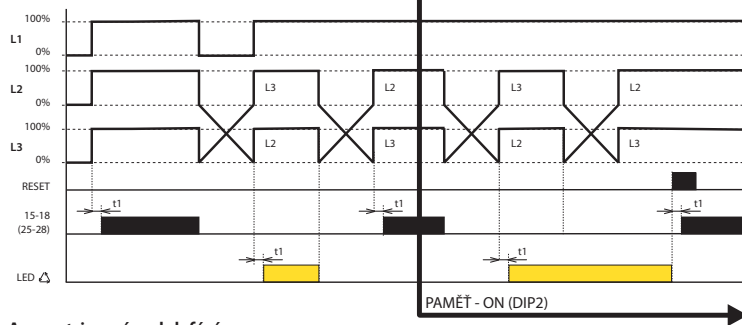 100%
L1
0%
100%
L2
L3
L2
L3
L2
0%
100%
L3
L2
L3
L2
L3
0%
RESET
t1
t1
t1
t1
t1
15-18
(25-28)
LED
PAMĚŤ - ON (DIP2)